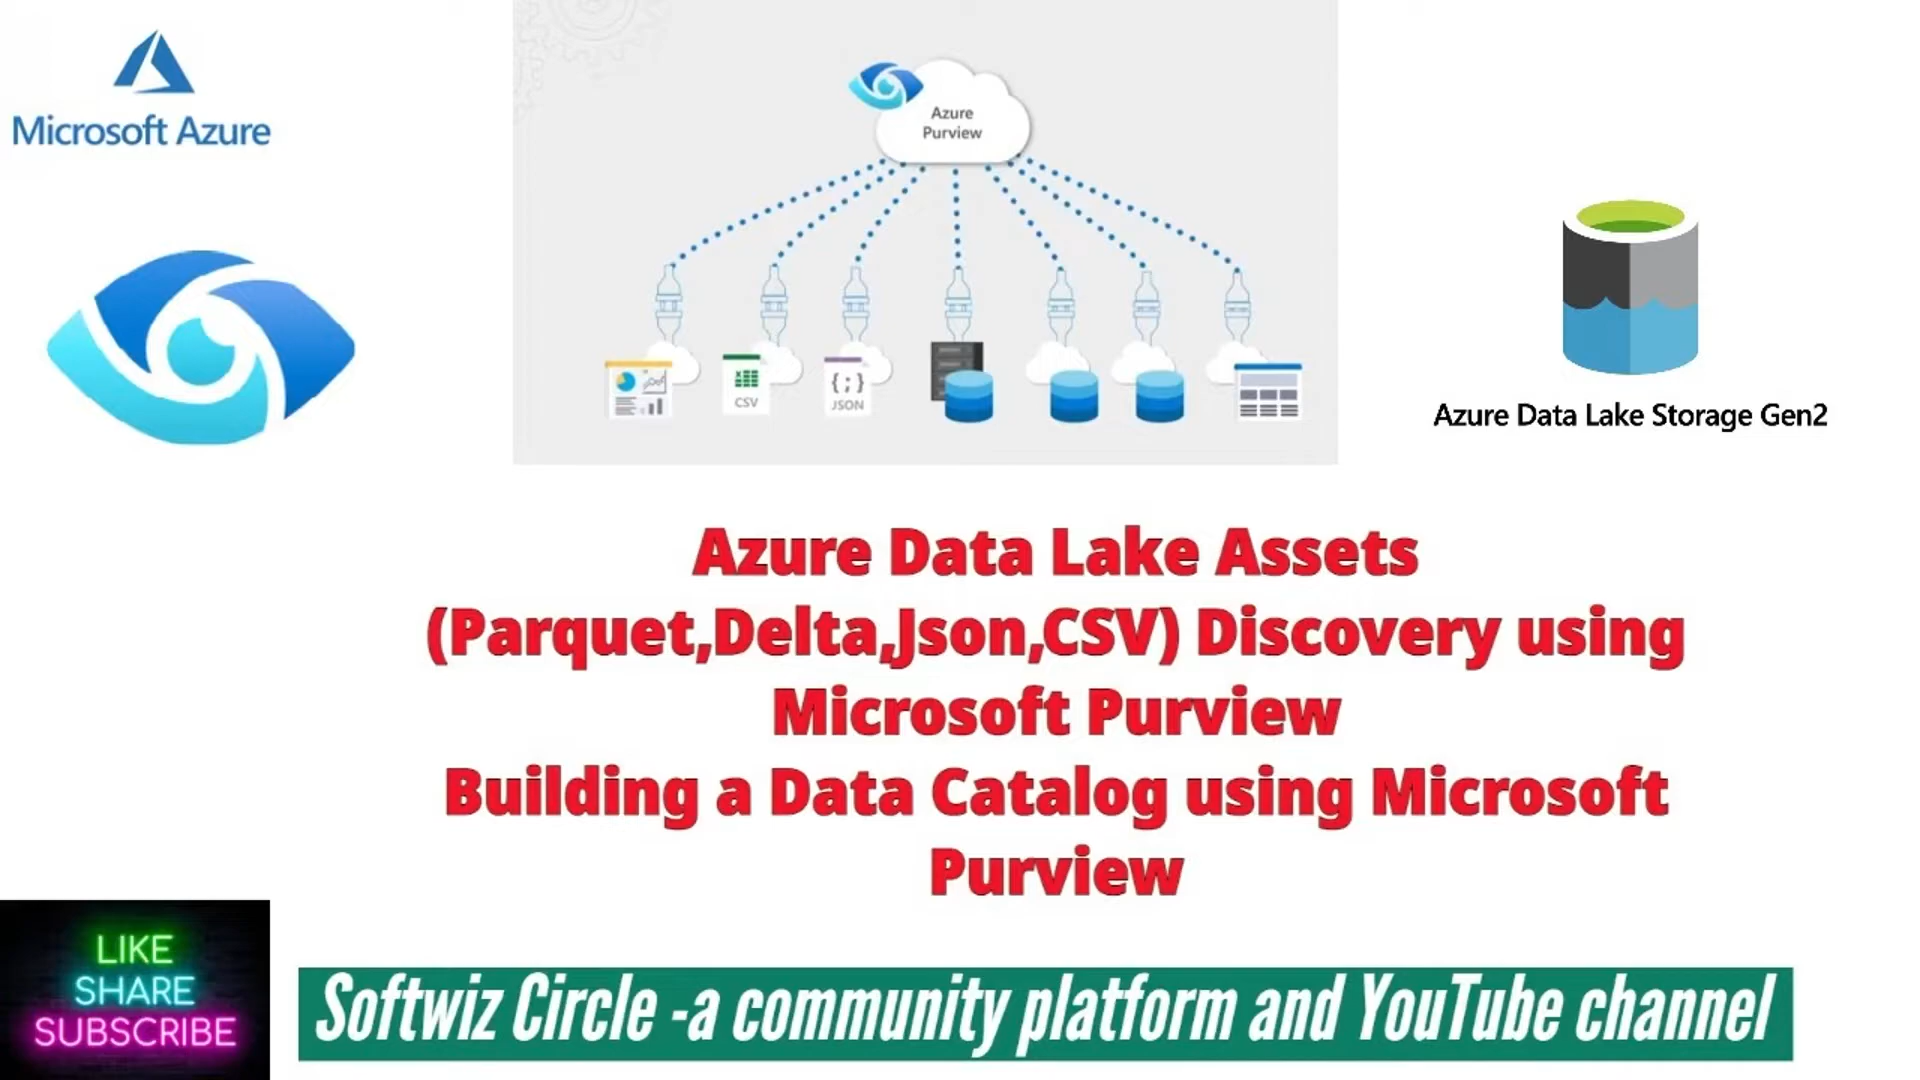 Microsoft Azure
Azure
Purview
CSV
{;}
JSON
Azure Data Lake Storage Gen2
Azure Data Lake Assets
(Parquet,Delta,Json,CSV) Discovery using
Microsoft Purview
Building a Data Catalog using Microsoft
Purview
LIKE
SHARE
SUBSCRIBE
Softwiz Circle -a community platform and YouTube channel